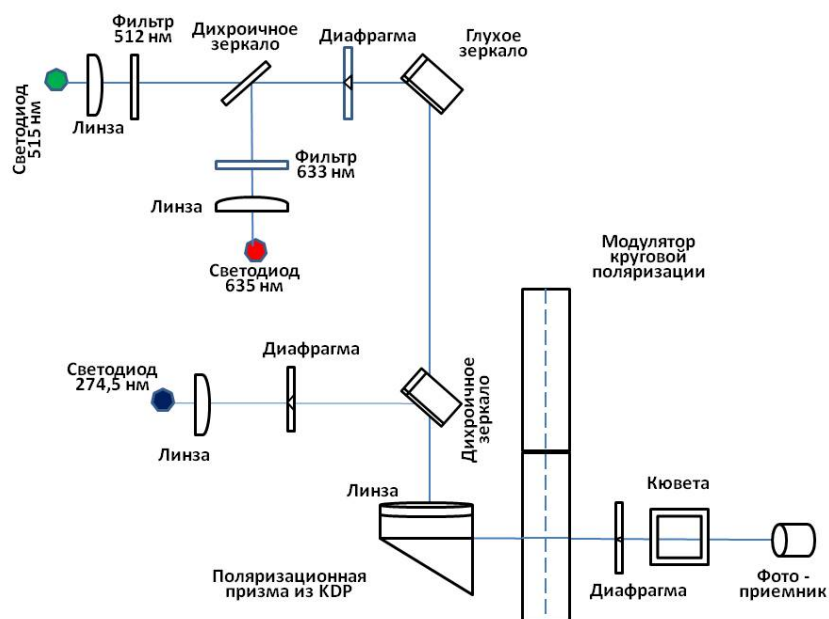 Фильтр
512 нм
Дихроичное
зеркало
Диафрагма
Глухое
зеркало
Светодиод
515 нм
Линза
Фильтр
633 нм
Линза
Светодиод
635 нм
Модулятор
круговой
поляризации
Диафрагма
Светодиод
274,5 нм
Линза
Дихроичное
зеркало
Линза
Кювета
Поляризационная
призма из KDP
Диафрагма
Фото -
приемник